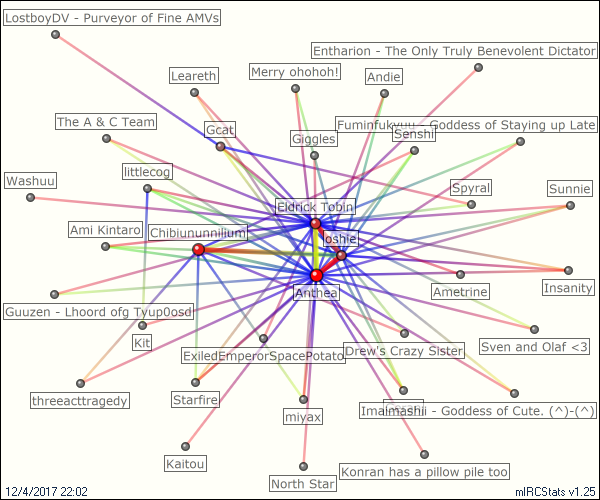 LostboyDV - Purveyor of Fine AMVs
Entharion - The Only Truly Benevolent Dictator
Leareth
Merry ohohoh!
Andie
The A & C Team
Gcat
Giggles
Fuminfukyuu - Goddess of Staying up Late
Senshi
littlecog
Washuu
Spyral
Sunnie
Eldrick Tobin
Ami Kintaro
Chibiununnilium
Joshie
Anthea
Ametrine
Insanity
Guuzen - Lhoord ofg Tyup0osd
Kit
ExiledEmperorSpacePotato
Drew's Crazy Sister
Sven and Olaf <3
threeacttragedy
Starfire
miyax
Imalmashii - Goddess of Cute. (^)-(^)
Kaitou
North Star
Konran has a pillow pile too
12/4/2017 22:02
mIRCStats v1.25